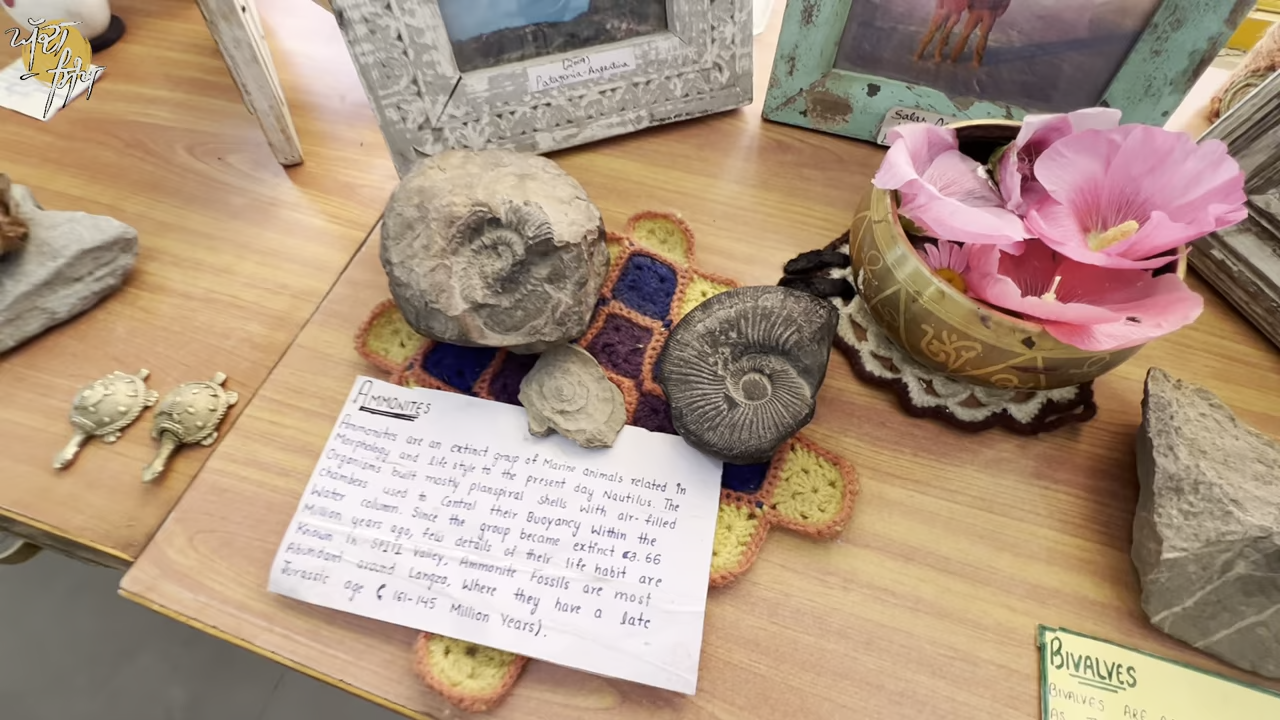 (2019)
Patagonia-Argentina
Salar
AMMONITES
Ammonites are an extinct group of Marine animals related in
Morphology and life style to the present day Nautilus. The
Organisms built mostly planspiral shells with air-filled
chambers used to control their Buoyancy within the
Water column. Since the group became extinct ca. 66
Million years ago, few details of their life habit are
Known in SPITI Valley, Ammonite Fossils are most
Abundant around Langza, Where they have a late
Jurassic age ( 161-145 Million Years).
BIVALVES
BIVALVES ARE
AS